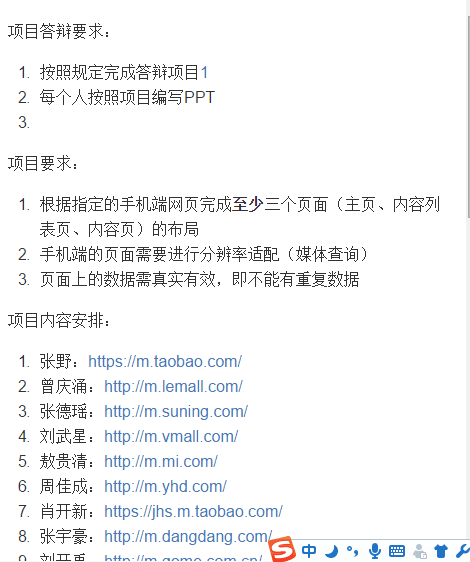 项目答辩要求：
1. 按照规定完成答辩项目1
2. 每个人按照项目编写PPT
3.
项目要求：
1. 根据指定的手机端网页完成至少三个页面（主页、内容列
表页、内容页）的布局
2. 手机端的页面需要进行分辨率适配（媒体查询）
3. 页面上的数据需真实有效，即不能有重复数据
项目内容安排：
1. 张野：https://m.taobao.com/
2. 曾庆涌：http://m.lemall.com/
3. 张德瑶：http://m.suning.com/
4. 刘武星：http://m.vmall.com/
5. 敖贵清：http://m.mi.com/
6. 周佳成：http://m.yhd.com/
7. 肖开新：https://jhs.m.taobao.com/
8. 张宇豪：http://m.dangdang.com/
9. 刘开禹：http://m.gome.com.cn/
S 中